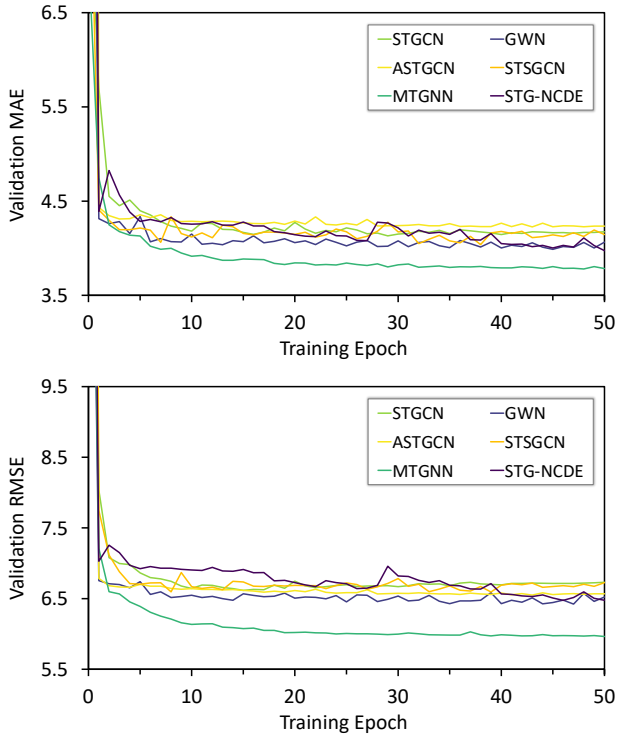 6.5
STGCN GWN
ASTGCN STSGCN
MTGNN STG-NCDE
5.5
4.5
3.5
Validation MAE
0 10 20 30 40 50
Training Epoch
9.5
STGCN GWN
ASTGCN STSGCN
MTGNN STG-NCDE
8.5
7.5
6.5
5.5
Validation RMSE
0 10 20 30 40 50
Training Epoch